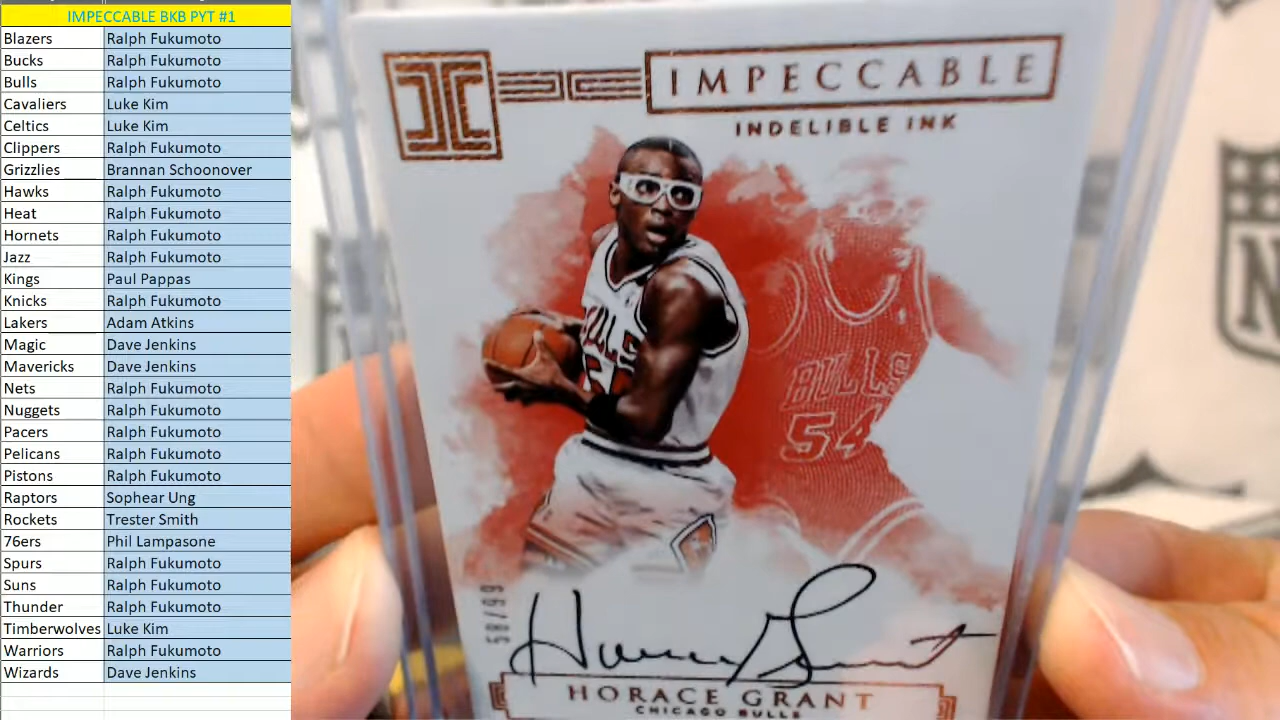 IMPECCABLE BKB PYT #1
Blazers Ralph Fukumoto
Bucks Ralph Fukumoto
Bulls Ralph Fukumoto
Cavaliers Luke Kim
Celtics Luke Kim
Clippers Ralph Fukumoto
Grizzlies Brannan Schoonover
Hawks Ralph Fukumoto
Heat Ralph Fukumoto
Hornets Ralph Fukumoto
Jazz Ralph Fukumoto
Kings Paul Pappas
Knicks Ralph Fukumoto
Lakers Adam Atkins
Magic Dave Jenkins
Mavericks Dave Jenkins
Nets Ralph Fukumoto
Nuggets Ralph Fukumoto
Pacers Ralph Fukumoto
Pelicans Ralph Fukumoto
Pistons Ralph Fukumoto
Raptors Sophear Ung
Rockets Trester Smith
76ers Phil Lampasone
Spurs Ralph Fukumoto
Suns Ralph Fukumoto
Thunder Ralph Fukumoto
Timberwolves Luke Kim
Warriors Ralph Fukumoto
Wizards Dave Jenkins
IMPECCABLE
INDELIBLE INK
BULLS
54
Horace Grant
HORACE GRANT
CHICAGO BULLS